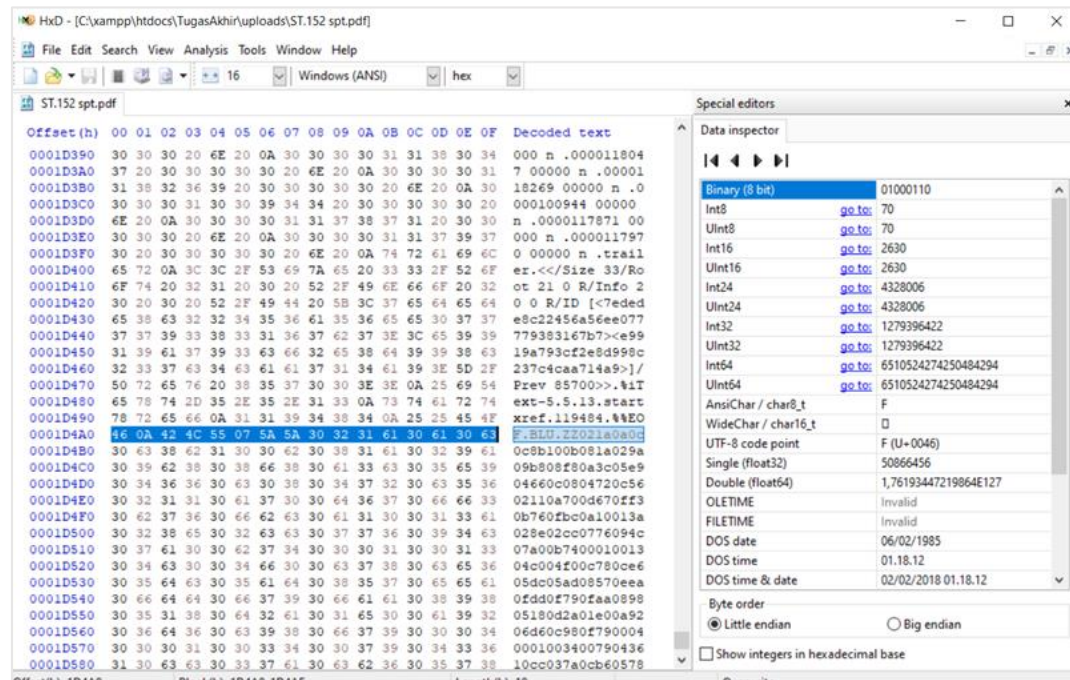 HxD - [C:\xampp\htdocs\TugasAkhir\uploads\ST.152 spt.pdf]
File Edit Search View Analysis Tools Window Help
16 Windows (ANSI) hex
ST.152 spt.pdf
Offset(h) 00 01 02 03 04 05 06 07 08 09 0A 0B 0C 0D 0E 0F Decoded text
0001D390 30 30 30 20 6E 20 0A 30 30 30 30 31 31 38 30 34 000 n .000011804
0001D3A0 37 20 30 30 30 30 30 20 6E 20 0A 30 30 30 30 31 7 00000 n .00001
0001D3B0 31 38 32 36 39 20 30 30 30 30 30 20 6E 20 0A 30 18269 00000 n .0
0001D3C0 30 30 30 31 30 30 39 34 34 20 30 30 30 30 30 20 000100944 00000
0001D3D0 6E 20 0A 30 30 30 30 31 31 37 38 37 31 20 30 30 n .0000117871 00
0001D3E0 30 30 30 20 6E 20 0A 30 30 30 30 31 31 37 39 37 000 n .000011797
0001D3F0 30 20 30 30 30 30 30 20 6E 20 0A 74 72 61 69 6C 0 00000 n .trail
0001D400 65 72 0A 3C 3C 2F 53 69 7A 65 20 33 33 2F 52 6F er.<</Size 33/Ro
0001D410 6F 74 20 32 31 20 30 20 52 2F 49 6E 66 6F 20 32 ot 21 0 R/Info 2
0001D420 20 30 20 52 2F 49 44 20 5B 3C 37 65 64 65 64 0 0 R/ID [<7eded
0001D430 65 38 63 32 32 34 35 36 61 35 36 65 65 30 37 37 e8c22456a56ee077
0001D440 37 37 39 33 38 33 31 36 37 62 37 3E 3C 65 39 39 779383167b7><e99
0001D450 31 39 61 37 39 33 63 66 32 65 38 64 39 39 38 63 19a793cf2e8d998c
0001D460 32 33 37 63 34 63 61 61 37 31 34 61 39 3E 5D 2F 237c4caa714a9>]/
0001D470 50 72 65 76 20 38 35 37 30 30 3E 3E 0A 25 69 54 Prev 85700>>.%iT
0001D480 65 78 74 2D 35 2E 35 2E 31 33 0A 73 74 61 72 74 ext-5.5.13.start
0001D490 78 72 65 66 0A 31 31 39 34 38 34 0A 25 25 45 4F xref.119484.%%EO
0001D4A0 46 0A 42 4C 55 07 5A 5A 30 32 31 61 30 61 30 63 F.BLU.ZZ021a0a0c
0001D4B0 30 63 38 62 31 30 30 62 30 38 31 61 30 32 39 61 0c8b100b081a029a
0001D4C0 30 39 62 38 30 38 66 38 30 61 33 63 30 35 65 39 09b808f80a3c05e9
0001D4D0 30 34 36 36 30 63 30 38 30 34 37 32 30 63 35 36 04660c0804720c56
0001D4E0 30 32 31 31 30 61 37 30 30 64 36 37 30 66 66 33 02110a700d670ff3
0001D4F0 30 62 37 36 30 66 62 63 30 61 31 30 30 31 33 61 0b760fbc0a10013a
0001D500 30 32 38 65 30 32 63 63 30 37 37 36 30 39 34 63 028e02cc0776094c
0001D510 30 37 61 30 30 62 37 34 30 30 30 31 30 30 31 33 07a00b7400010013
0001D520 30 34 63 30 30 34 66 30 30 63 37 38 30 63 65 36 04c004f00c780ce6
0001D530 30 35 64 63 30 35 61 64 30 38 35 37 30 65 65 61 05dc05ad08570eea
0001D540 30 66 64 64 30 66 37 39 30 66 61 61 30 38 39 38 0fdd0f790faa0898
0001D550 30 35 31 38 30 64 32 61 30 31 65 30 30 61 39 32 05180d2a01e00a92
0001D560 30 36 64 36 30 63 39 38 30 66 37 39 30 30 30 34 06d60c980f790004
0001D570 30 30 30 31 30 30 33 34 30 30 37 39 30 34 33 36 0001003400790436
0001D580 31 30 63 63 30 33 37 61 30 63 62 36 30 35 37 38 10cc037a0cb60578
Special editors
Data inspector
Binary (8 bit) 01000110
Int8 go to: 70
UInt8 go to: 70
Int16 go to: 2630
UInt16 go to: 2630
Int24 go to: 4328006
UInt24 go to: 4328006
Int32 go to: 1279396422
UInt32 go to: 1279396422
Int64 go to: 6510524274250484294
UInt64 go to: 6510524274250484294
AnsiChar / char8_t F
WideChar / char16_t
UTF-8 code point F (U+0046)
Single (float32) 50866456
Double (float64) 1,76193447219864E127
OLETIME Invalid
FILETIME Invalid
DOS date 06/02/1985
DOS time 01.18.12
DOS time & date 02/02/2018 01.18.12
Byte order
Little endian Big endian
Show integers in hexadecimal base